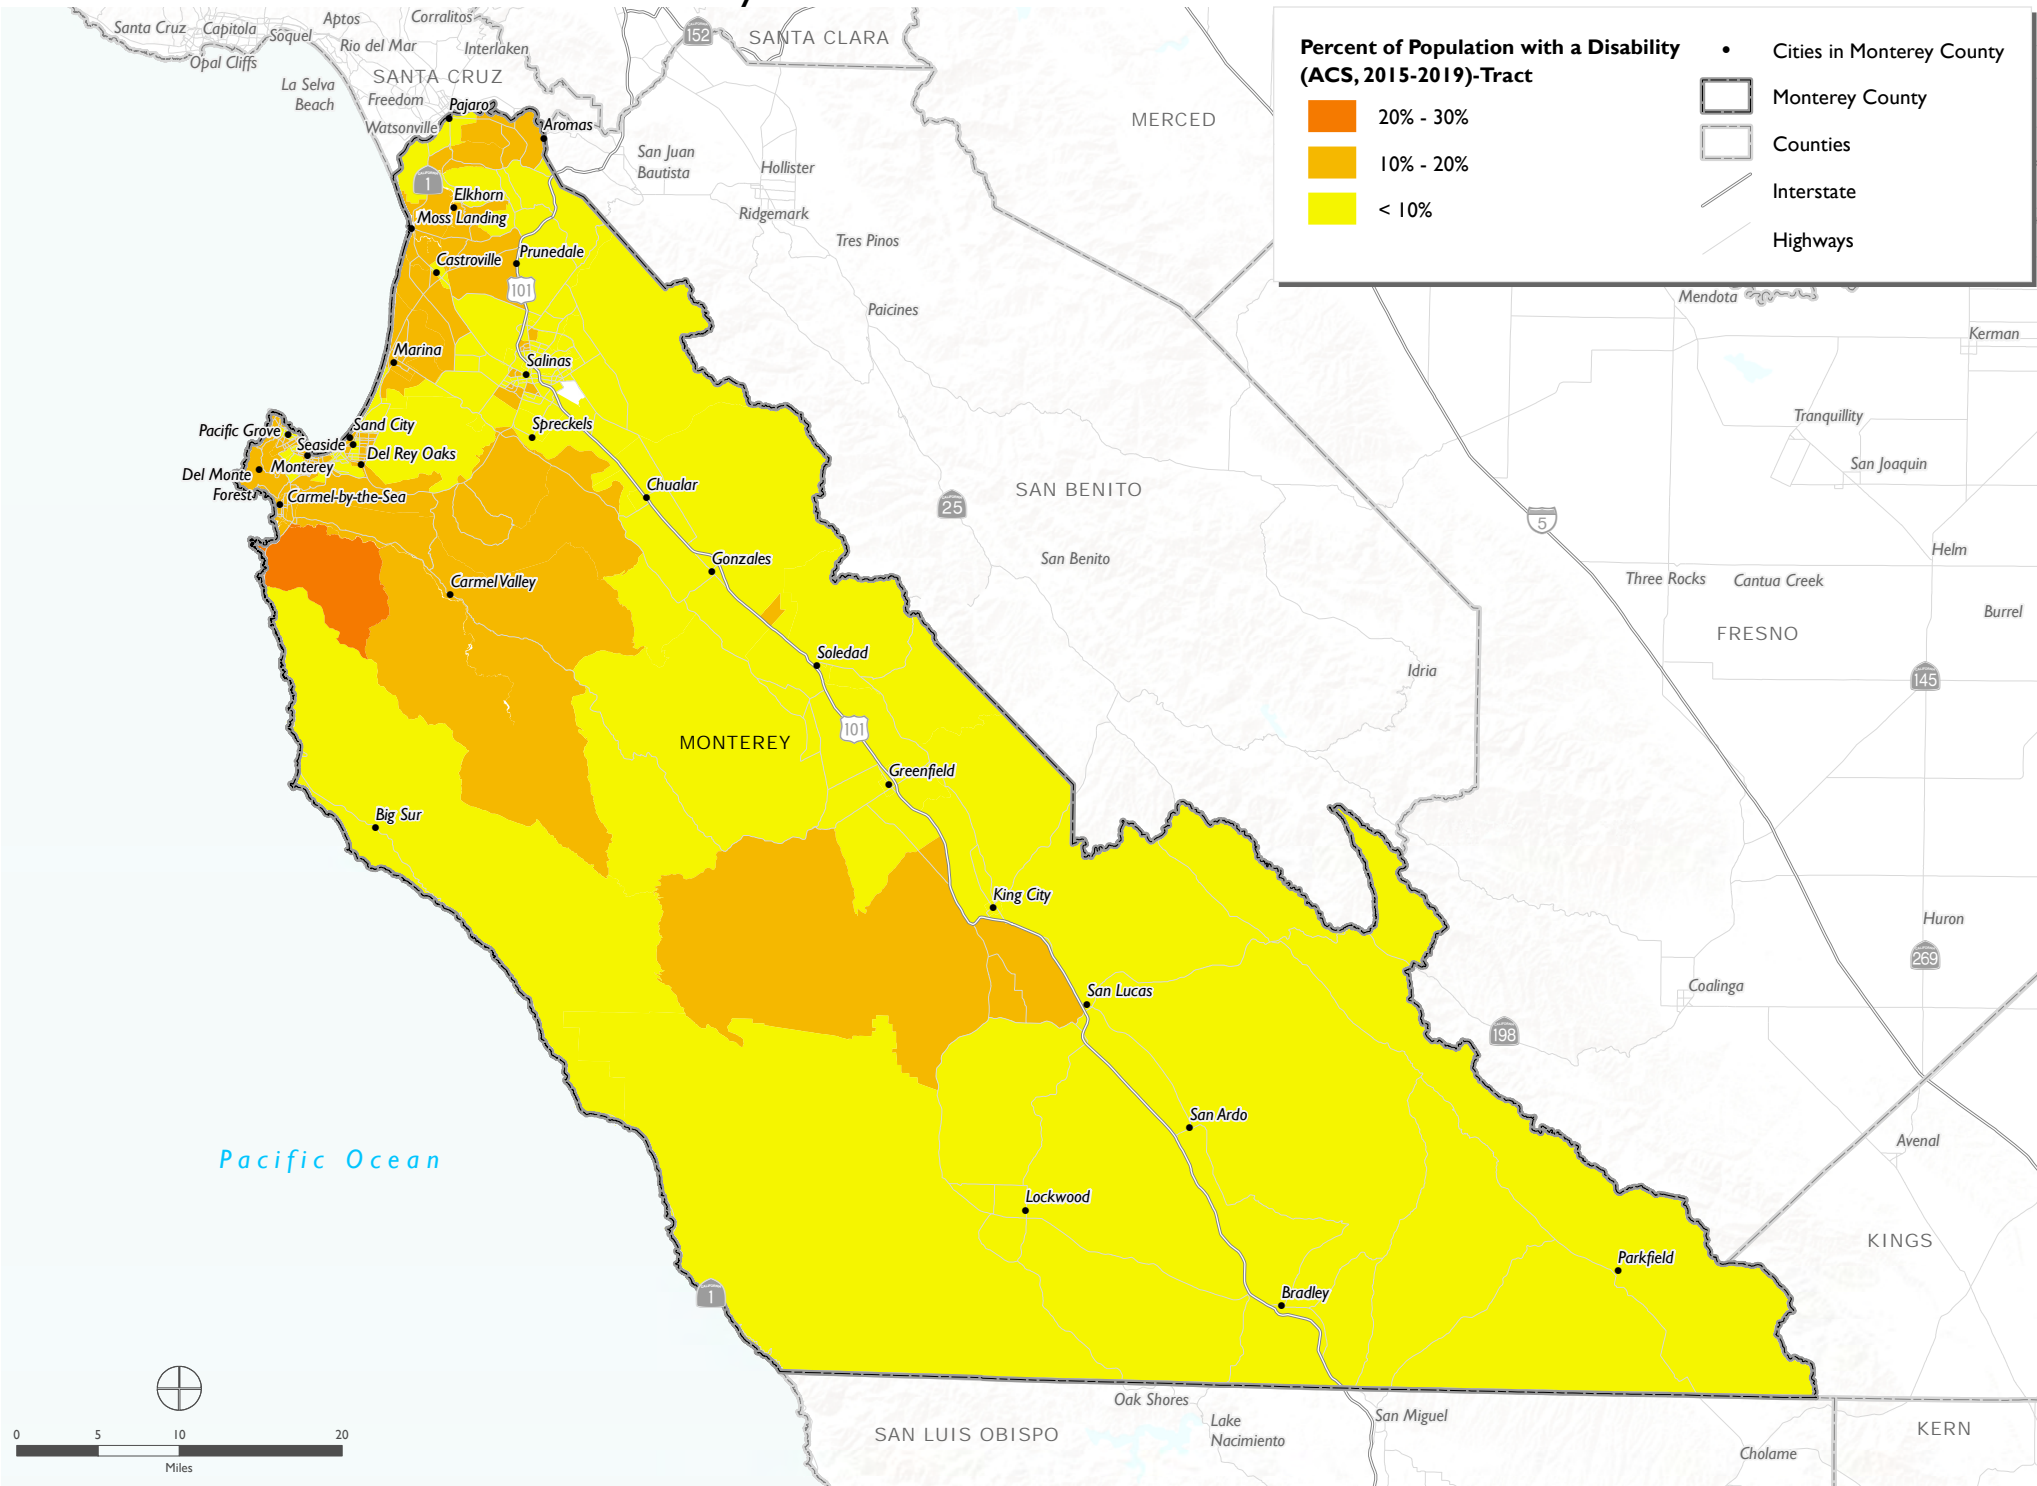 Percent of Population with a Disability
(ACS, 2015-2019)-Tract
20% - 30%
10% - 20%
< 10%
Cities in Monterey County
Monterey County
Counties
Interstate
Highways
Santa Cruz
Capitola
Soquel
Aptos
Corralitos
Opal Cliffs
Rio del Mar
Interlaken
SANTA CRUZ
La Selva
Beach
Freedom
Watsonville
Pajaro
Aromas
152
SANTA CLARA
MERCED
San Juan
Bautista
Hollister
Ridgemark
Tres Pinos
Paicines
1
Elkhorn
Moss Landing
Castroville
Prunedale
101
Marina
Salinas
Spreckels
Pacific Grove
Sand City
Seaside
Del Rey Oaks
Monterey
Del Monte
Forest
Carmel-by-the-Sea
Chualar
Gonzales
Carmel Valley
Soledad
MONTEREY
101
Greenfield
Big Sur
King City
San Lucas
San Ardo
Lockwood
Bradley
Parkfield
SAN BENITO
25
San Benito
Idria
5
Mendota
Kerman
Tranquillity
San Joaquin
Helm
Three Rocks
Cantua Creek
Burrel
FRESNO
145
Huron
269
Coalinga
198
Avenal
KINGS
Pacific Ocean
1
0
5
10
20
Miles
SAN LUIS OBISPO
Oak Shores
Lake
Nacimiento
San Miguel
Cholame
KERN